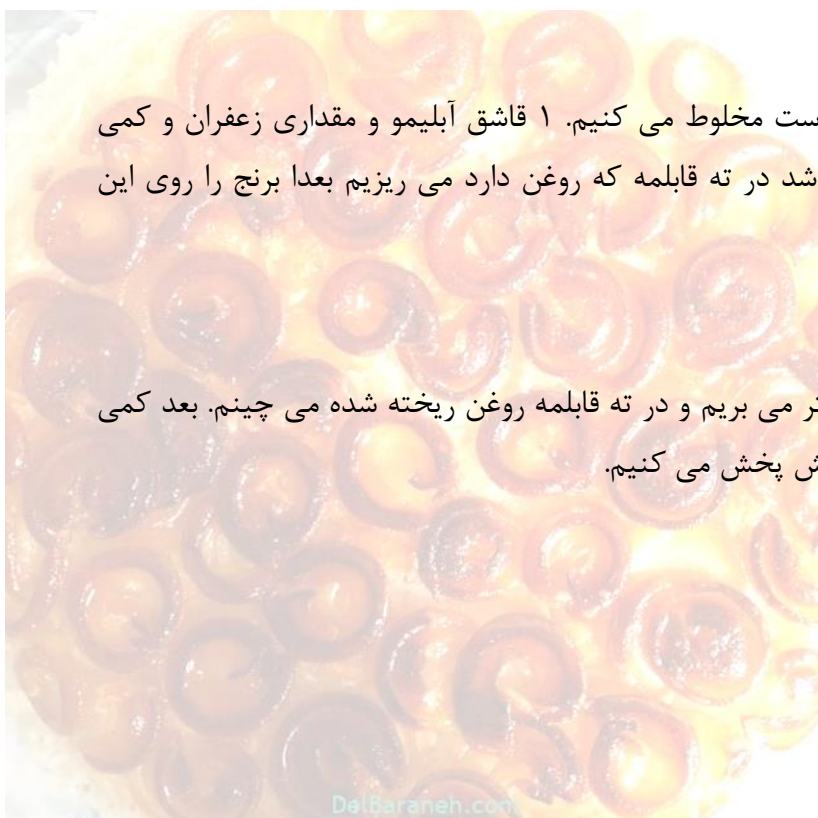 ست مخلوط می کنیم. ۱ قاشق آبلیمو و مقداری زعفران و کمی
شد در ته قابلمه که روغن دارد می ریزیم بعدا برنج را روی این
تر می بریم و در ته قابلمه روغن ریخته شده می چینم. بعد کمی
ش پخش می کنیم.
DelBaraneh.com